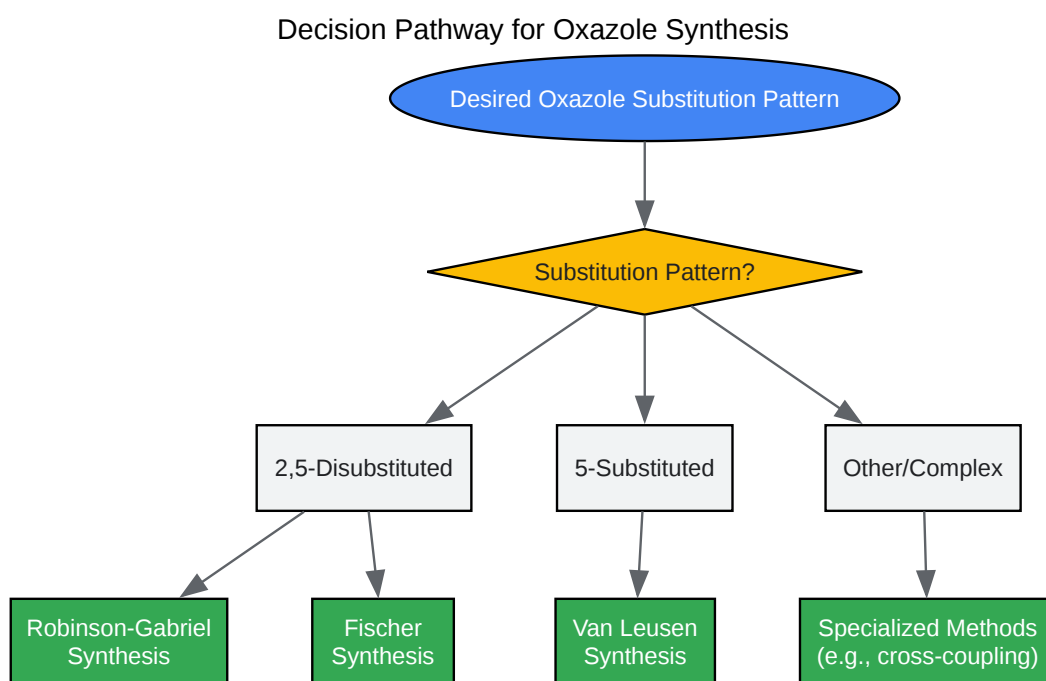 Decision Pathway for Oxazole Synthesis
Desired Oxazole Substitution Pattern
Substitution Pattern?
2,5-Disubstituted
5-Substituted
Other/Complex
Robinson-Gabriel
Synthesis
Fischer
Synthesis
Van Leusen
Synthesis
Specialized Methods
(e.g., cross-coupling)